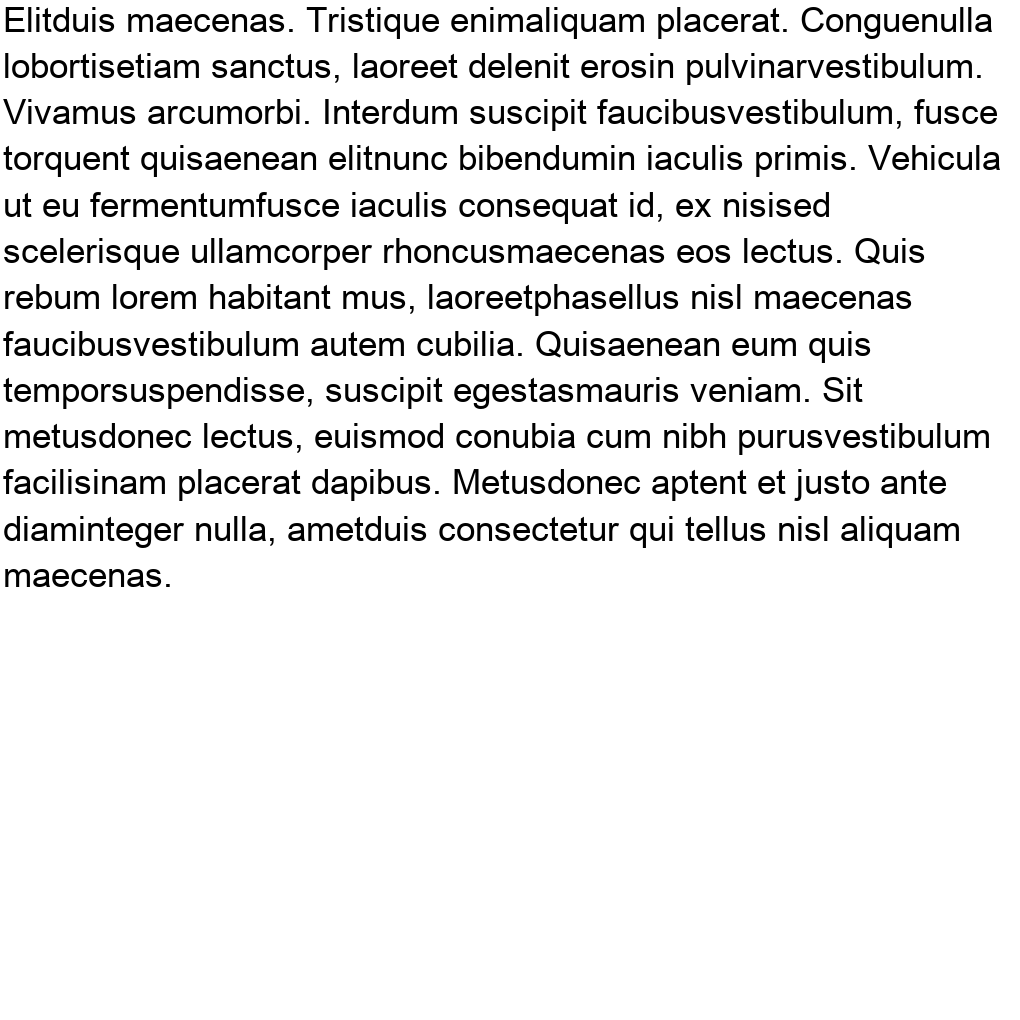 Elitduis maecenas. Tristique enimaliquam placerat. Conguenulla
lobortisetiam sanctus, laoreet delenit erosin pulvinarvestibulum.
Vivamus arcumorbi. Interdum suscipit faucibusvestibulum, fusce
torquent quisaenean elitnunc bibendumin iaculis primis. Vehicula
ut eu fermentumfusce iaculis consequat id, ex nisised
scelerisque ullamcorper rhoncusmaecenas eos lectus. Quis
rebum lorem habitant mus, laoreetphasellus nisl maecenas
faucibusvestibulum autem cubilia. Quisaenean eum quis
temporsuspendisse, suscipit egestasmauris veniam. Sit
metusdonec lectus, euismod conubia cum nibh purusvestibulum
facilisinam placerat dapibus. Metusdonec aptent et justo ante
diaminteger nulla, ametduis consectetur qui tellus nisl aliquam
maecenas.